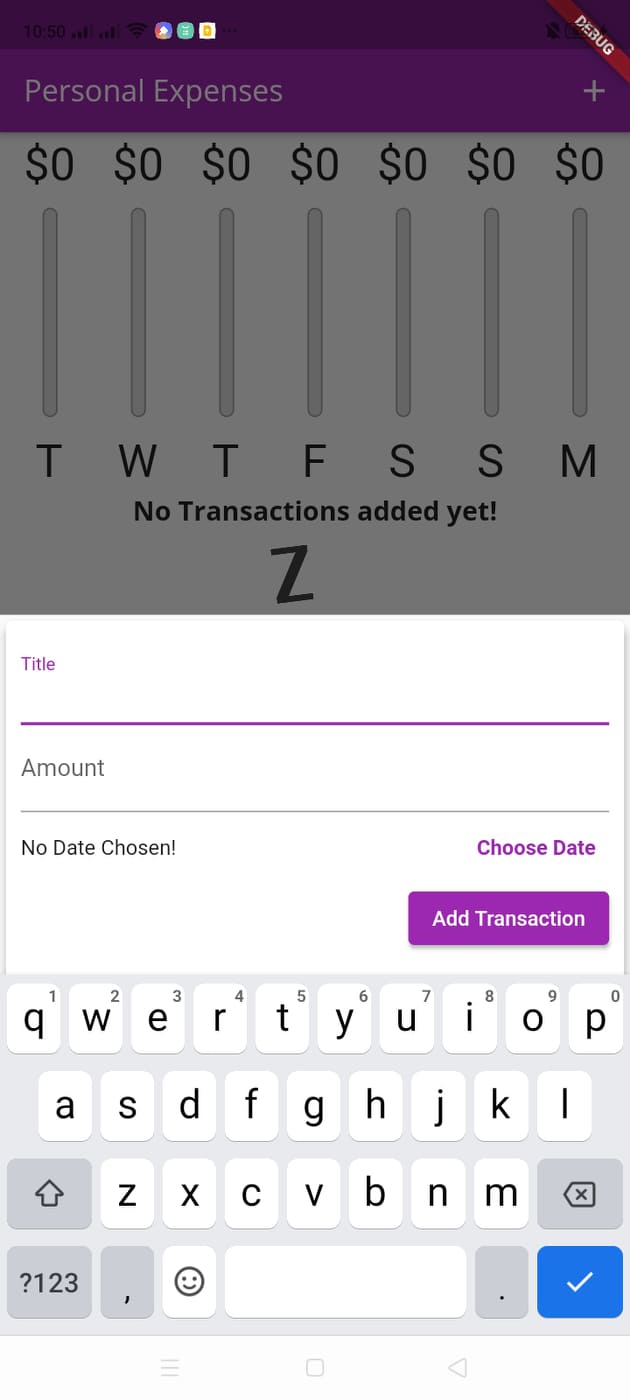 10:50
DEBUG
Personal Expenses +
$0 $0 $0 $0 $0 $0 $0
T W T F S S M
No Transactions added yet!
Z
Title
Amount
No Date Chosen! Choose Date
Add Transaction
1 2 3 4 5 6 7 8 9 0
q w e r t y u i o p
a s d f g h j k l
z x c v b n m
?123 , .